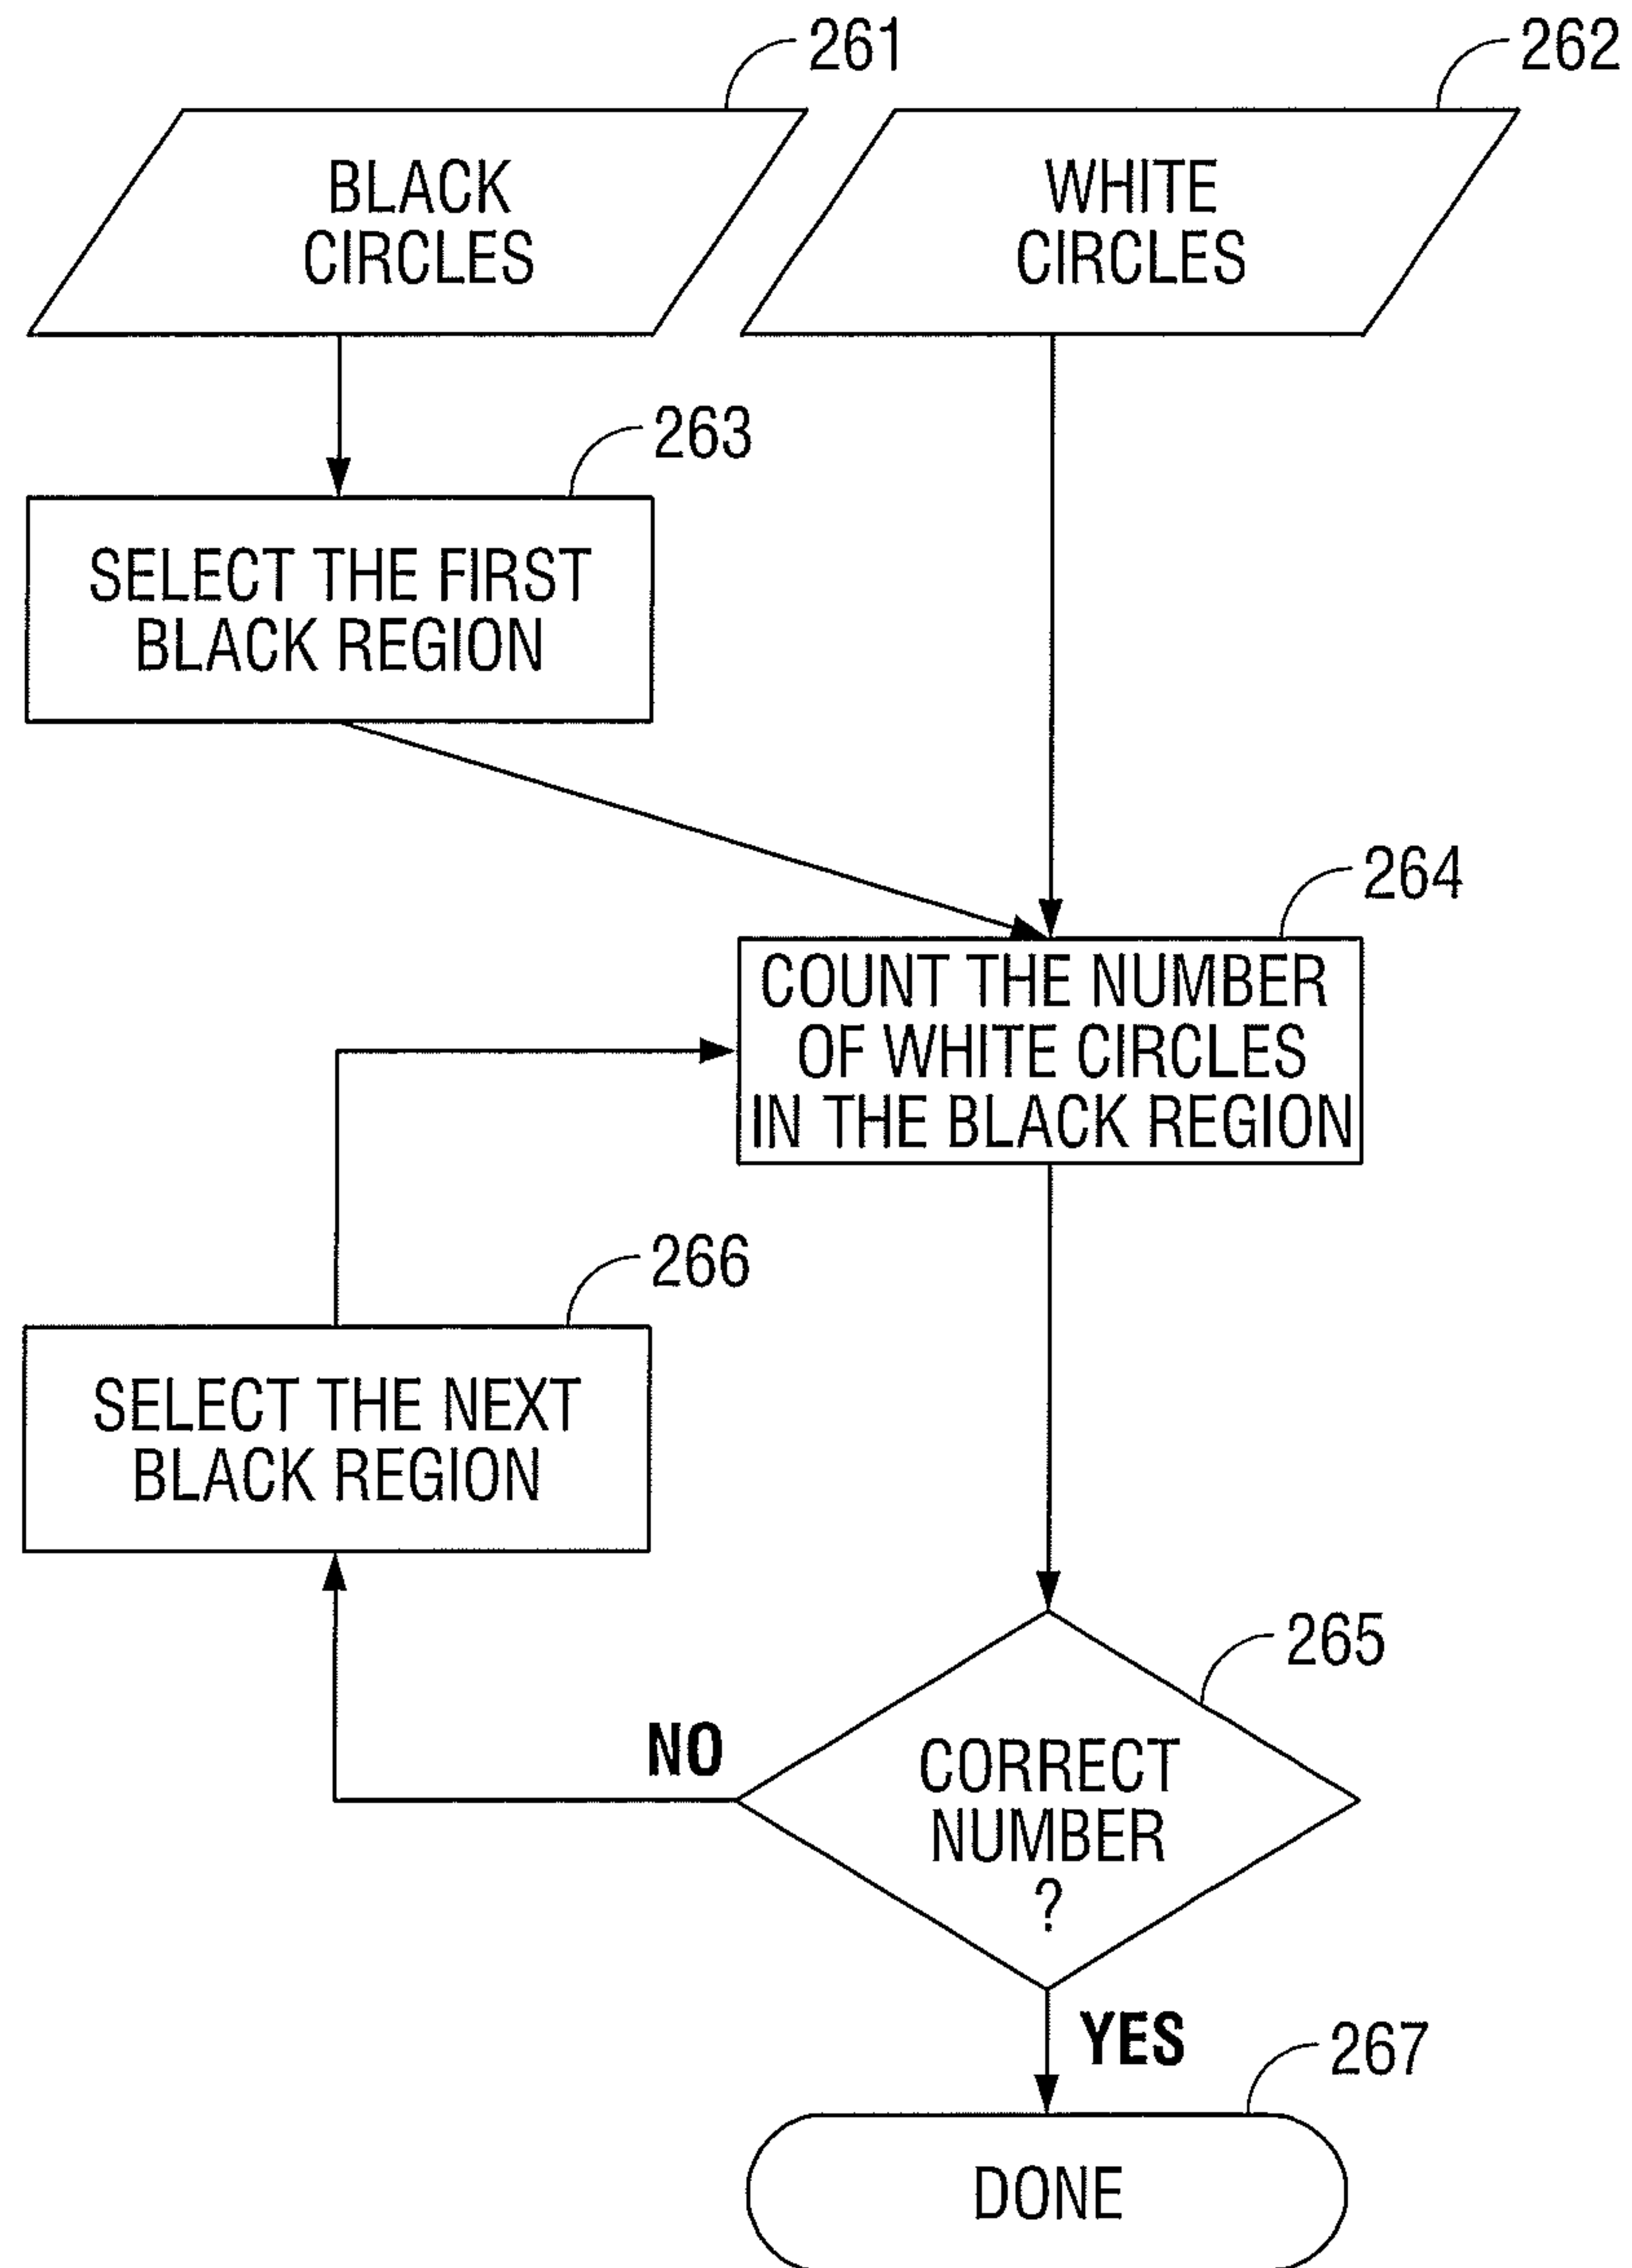 261
262
BLACK
CIRCLES
WHITE
CIRCLES
263
SELECT THE FIRST
BLACK REGION
264
COUNT THE NUMBER
OF WHITE CIRCLES
IN THE BLACK REGION
266
SELECT THE NEXT
BLACK REGION
265
NO
CORRECT
NUMBER
?
YES
267
DONE